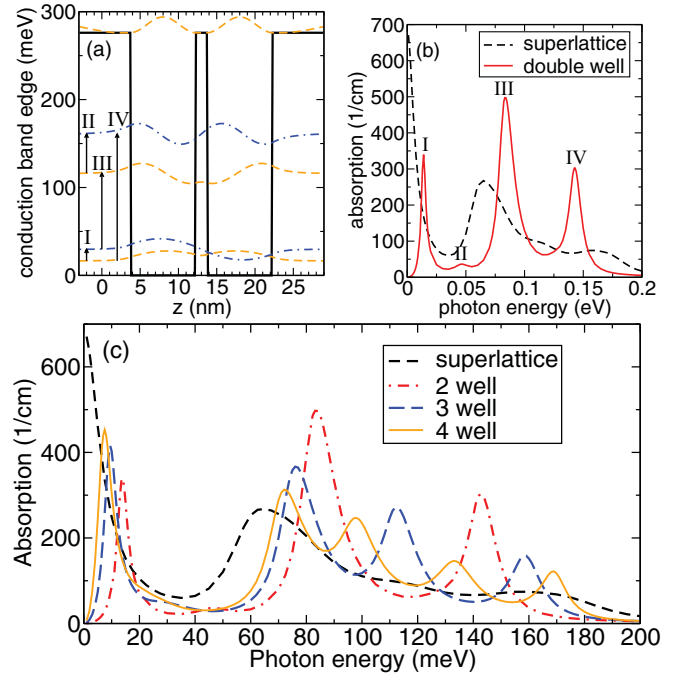 300
200
100
0
conduction band edge (meV)
(a)
II
IV
III
I
0 5 10 15 20 25
z (nm)
700
600
500
400
300
200
100
0
absorption (1/cm)
(b)
superlattice
double well
I
II
III
IV
0 0.05 0.1 0.15 0.2
photon energy (eV)
600
400
200
0
Absorption (1/cm)
(c)
superlattice
2 well
3 well
4 well
0 20 40 60 80 100 120 140 160 180 200
Photon energy (meV)